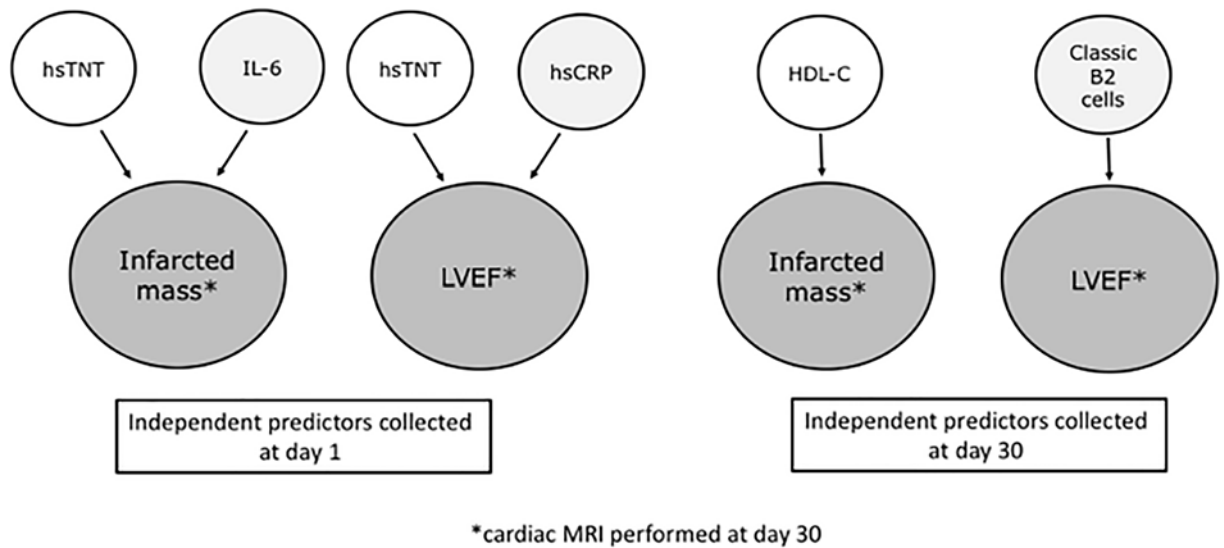 hsTNT
IL-6
hsTNT
hsCRP
HDL-C
Classic
B2
cells
Infarcted
mass*
LVEF*
Infarcted
mass*
LVEF*
Independent predictors collected
at day 1
Independent predictors collected
at day 30
*cardiac MRI performed at day 30